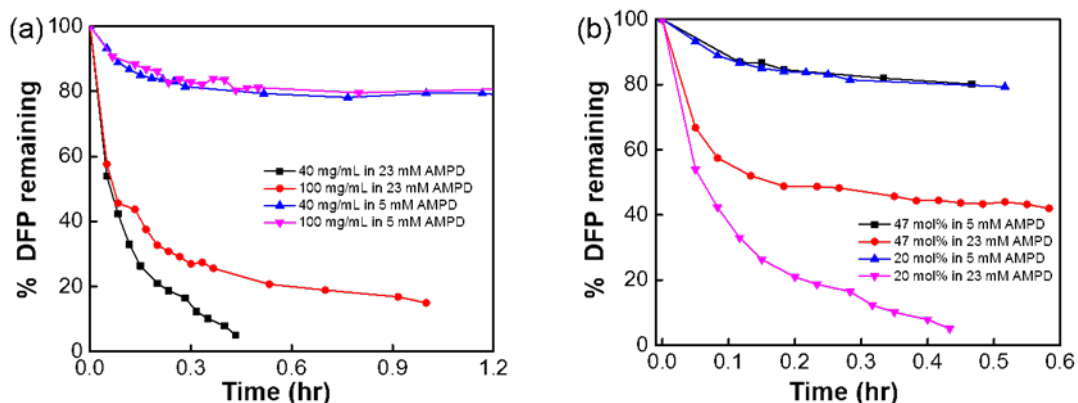 (a)
% DFP remaining
100
80
60
40
20
0
40 mg/mL in 23 mM AMPD
100 mg/mL in 23 mM AMPD
40 mg/mL in 5 mM AMPD
100 mg/mL in 5 mM AMPD
0.0 0.3 0.6 0.9 1.2
Time (hr)
(b)
% DFP remaining
100
80
60
40
20
0
47 mol% in 5 mM AMPD
47 mol% in 23 mM AMPD
20 mol% in 5 mM AMPD
20 mol% in 23 mM AMPD
0.0 0.1 0.2 0.3 0.4 0.5 0.6
Time (hr)